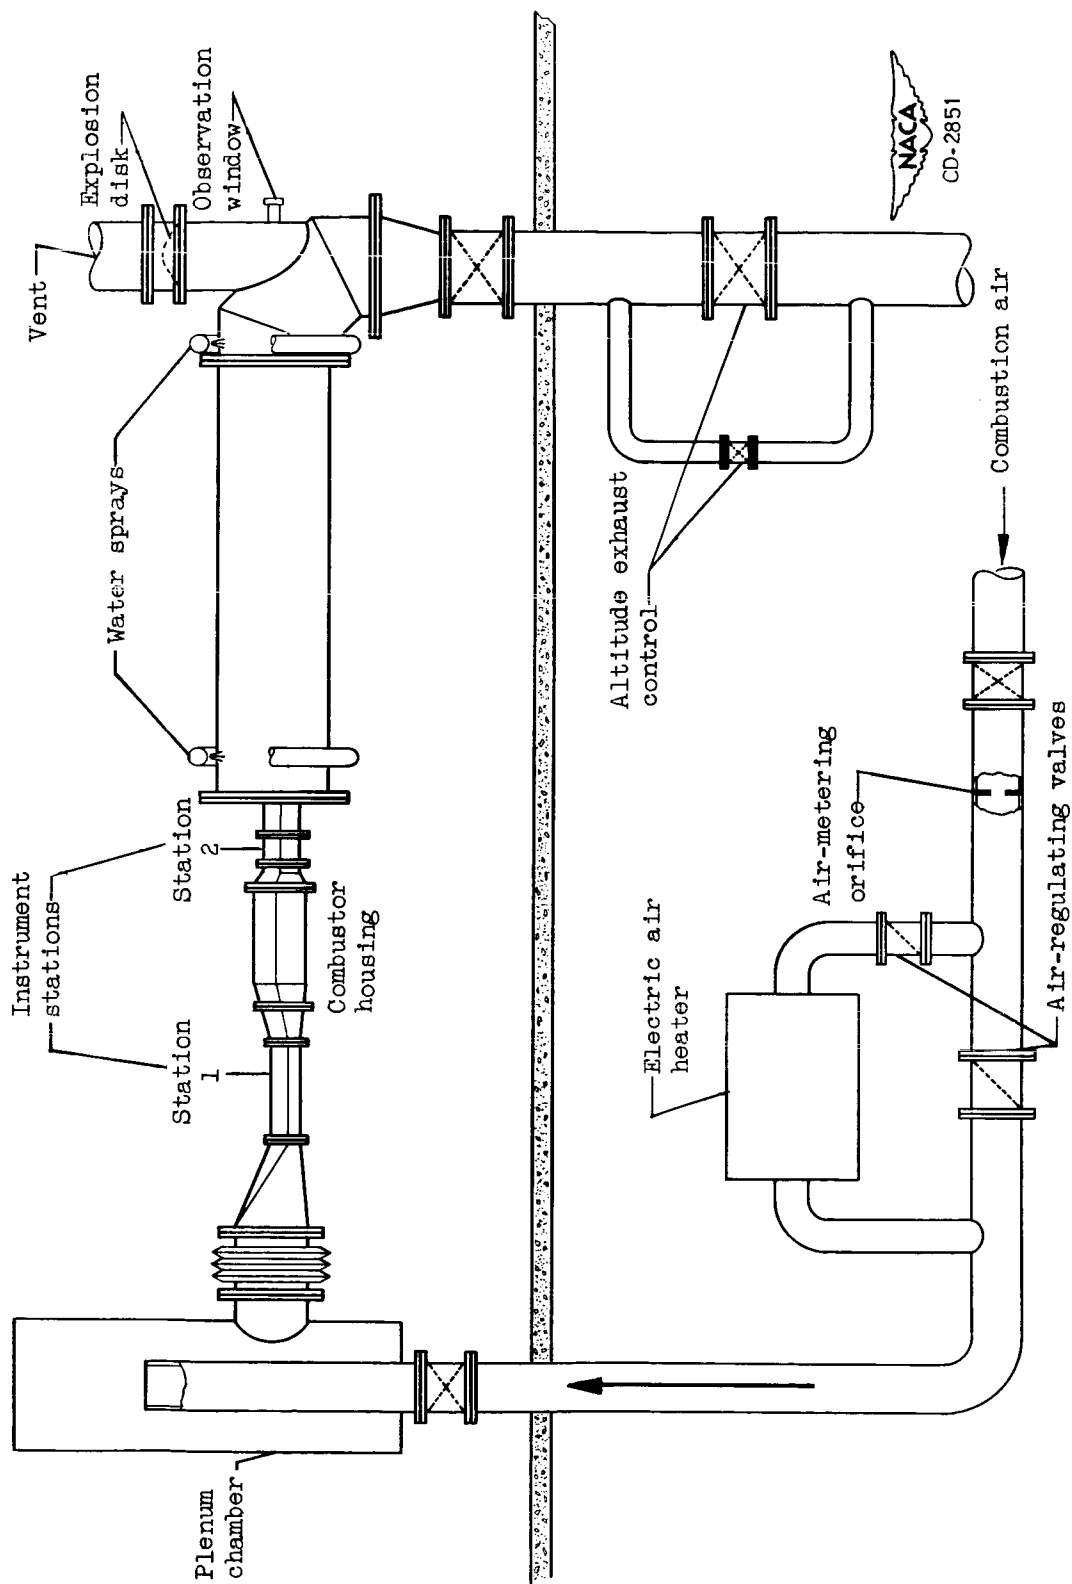 Vent
Explosion
disk
Observation
window
Water sprays
Instrument
stations
Station
2
Station
1
Combustor
housing
Plenum
chamber
Altitude exhaust
control
Combustion air
Air-metering
orifice
Air-regulating valves
Electric air
heater
NACA
CD-2851